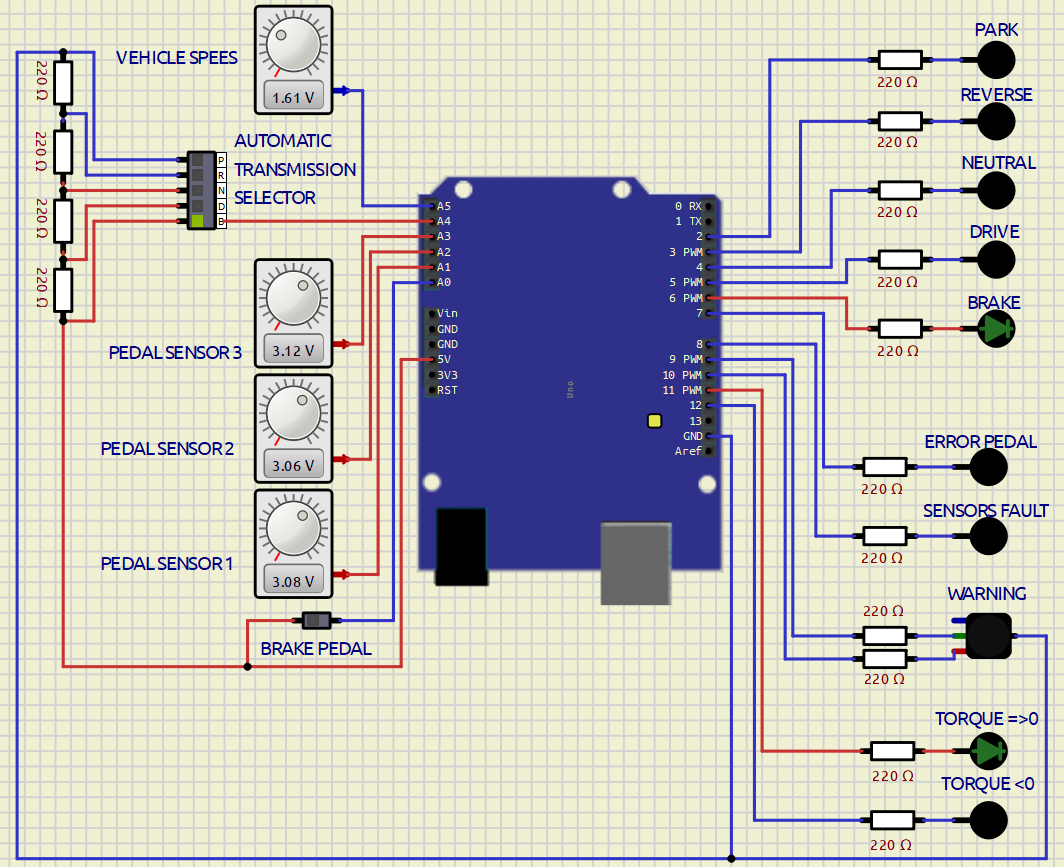 VEHICLE SPEES
1.61 V
220 Ω
220 Ω
220 Ω
220 Ω
AUTOMATIC
TRANSMISSION
SELECTOR
P
R
N
D
B
PEDAL SENSOR 3
3.12 V
PEDAL SENSOR 2
3.06 V
PEDAL SENSOR 1
3.08 V
BRAKE PEDAL
A5
A4
A3
A2
A1
A0
Vin
GND
GND
5V
3V3
RST
Uno
0 RX
1 TX
2
3 PWM
4
5 PWM
6 PWM
7
8
9 PWM
10 PWM
11 PWM
12
13
GND
Aref
PARK
220 Ω
REVERSE
220 Ω
NEUTRAL
220 Ω
DRIVE
220 Ω
BRAKE
220 Ω
ERROR PEDAL
220 Ω
SENSORS FAULT
220 Ω
WARNING
220 Ω
220 Ω
TORQUE =>0
220 Ω
TORQUE <0
220 Ω